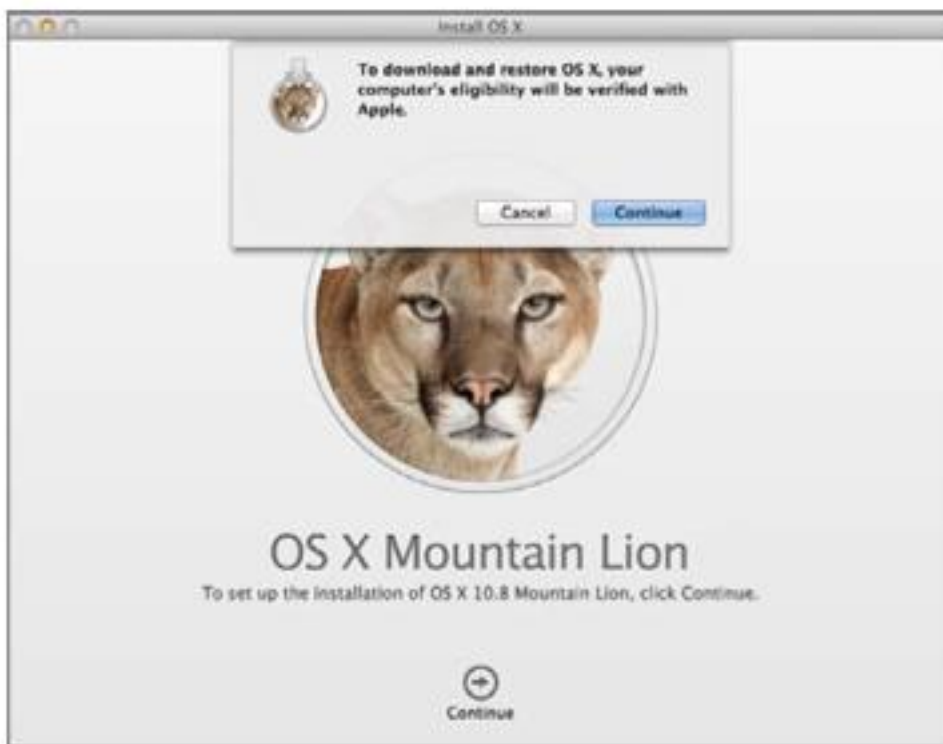 Install OS X
To download and restore OS X, your
computer's eligibility will be verified with
Apple.
Cancel
Continue
OS X Mountain Lion
To set up the installation of OS X 10.8 Mountain Lion, click Continue.
Continue